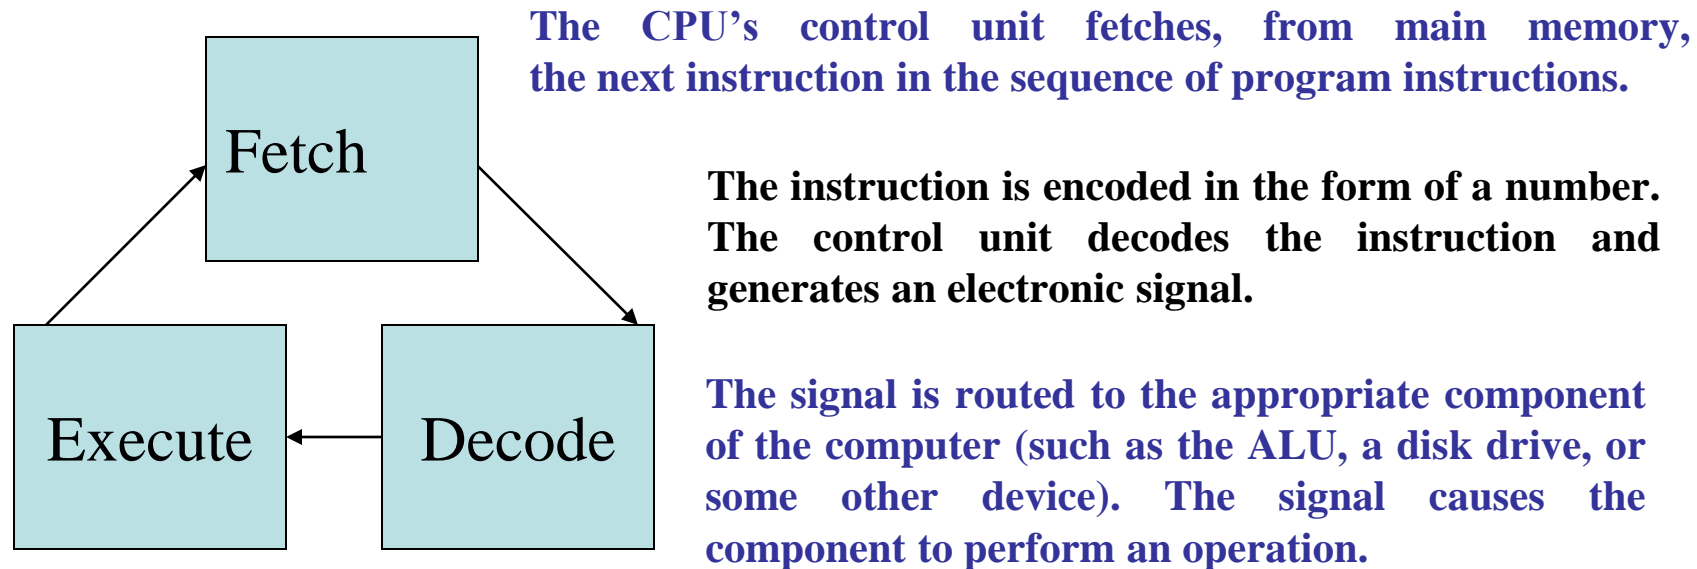 The CPU’s control unit fetches, from main memory,
the next instruction in the sequence of program instructions.
Fetch
The instruction is encoded in the form of a number.
The control unit decodes the instruction and
generates an electronic signal.
Execute
Decode
The signal is routed to the appropriate component
of the computer (such as the ALU, a disk drive, or
some other device). The signal causes the
component to perform an operation.